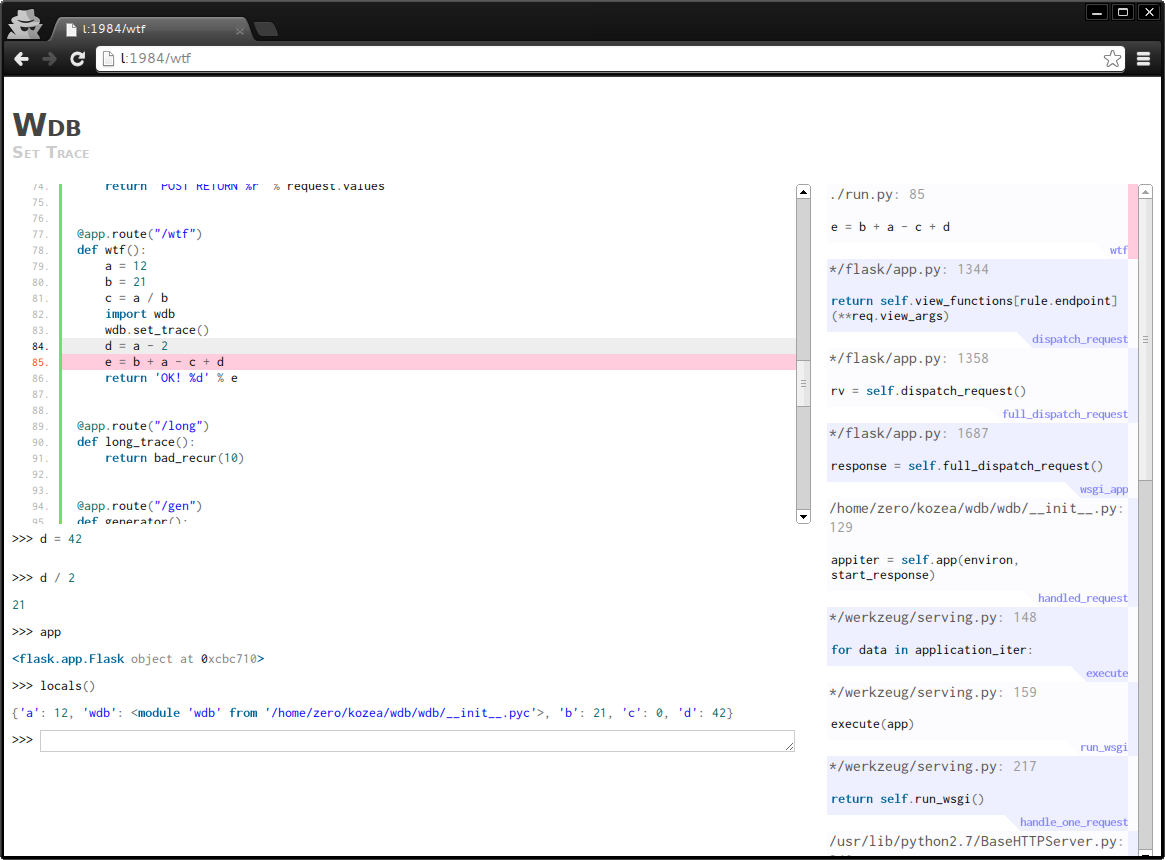 l:1984/wtf
l:1984/wtf
WDB
SET TRACE
74. return 'POST RETURN %r' % request.values
75.
76.
77. @app.route("/wtf")
78. def wtf():
79. a = 12
80. b = 21
81. c = a / b
82. import wdb
83. wdb.set_trace()
84. d = a - 2
85. e = b + a - c + d
86. return 'OK! %d' % e
87.
88.
89. @app.route("/long")
90. def long_trace():
91. return bad_recur(10)
92.
93.
94. @app.route("/gen")
95. def generator():
>>> d = 42
>>> d / 2
21
>>> app
<flask.app.Flask object at 0xcbc710>
>>> locals()
{'a': 12, 'wdb': <module 'wdb' from '/home/zero/kozea/wdb/wdb/__init__.pyc'>, 'b': 21, 'c': 0, 'd': 42}
>>>
./run.py: 85
e = b + a - c + d
wtf
*/flask/app.py: 1344
return self.view_functions[rule.endpoint]
(**req.view_args)
dispatch_request
*/flask/app.py: 1358
rv = self.dispatch_request()
full_dispatch_request
*/flask/app.py: 1687
response = self.full_dispatch_request()
wsgi_app
/home/zero/kozea/wdb/wdb/__init__.py:
129
appiter = self.app(environ,
start_response)
handled_request
*/werkzeug/serving.py: 148
for data in application_iter:
execute
*/werkzeug/serving.py: 159
execute(app)
run_wsgi
*/werkzeug/serving.py: 217
return self.run_wsgi()
handle_one_request
/usr/lib/python2.7/BaseHTTPServer.py: